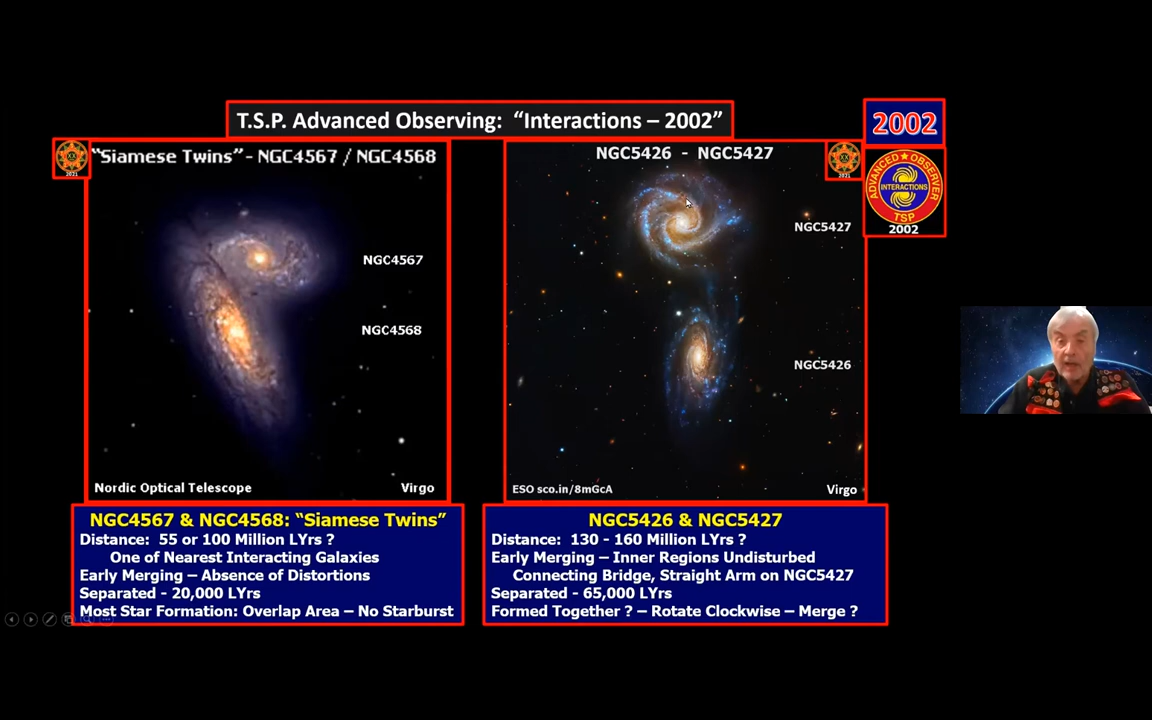 T.S.P. Advanced Observing: “Interactions – 2002”
2002
2021
“Siamese Twins”- NGC4567 / NGC4568
NGC4567
NGC4568
Nordic Optical Telescope Virgo
NGC5426 - NGC5427
2021
NGC5427
NGC5426
ESO sco.in/8mGcA Virgo
ADVANCED★OBSERVER
INTERACTIONS
TSP
2002
NGC4567 & NGC4568: “Siamese Twins”
Distance: 55 or 100 Million LYrs ?
One of Nearest Interacting Galaxies
Early Merging – Absence of Distortions
Separated - 20,000 LYrs
Most Star Formation: Overlap Area – No Starburst
NGC5426 & NGC5427
Distance: 130 - 160 Million LYrs ?
Early Merging – Inner Regions Undisturbed
Connecting Bridge, Straight Arm on NGC5427
Separated - 65,000 LYrs
Formed Together ? – Rotate Clockwise – Merge ?